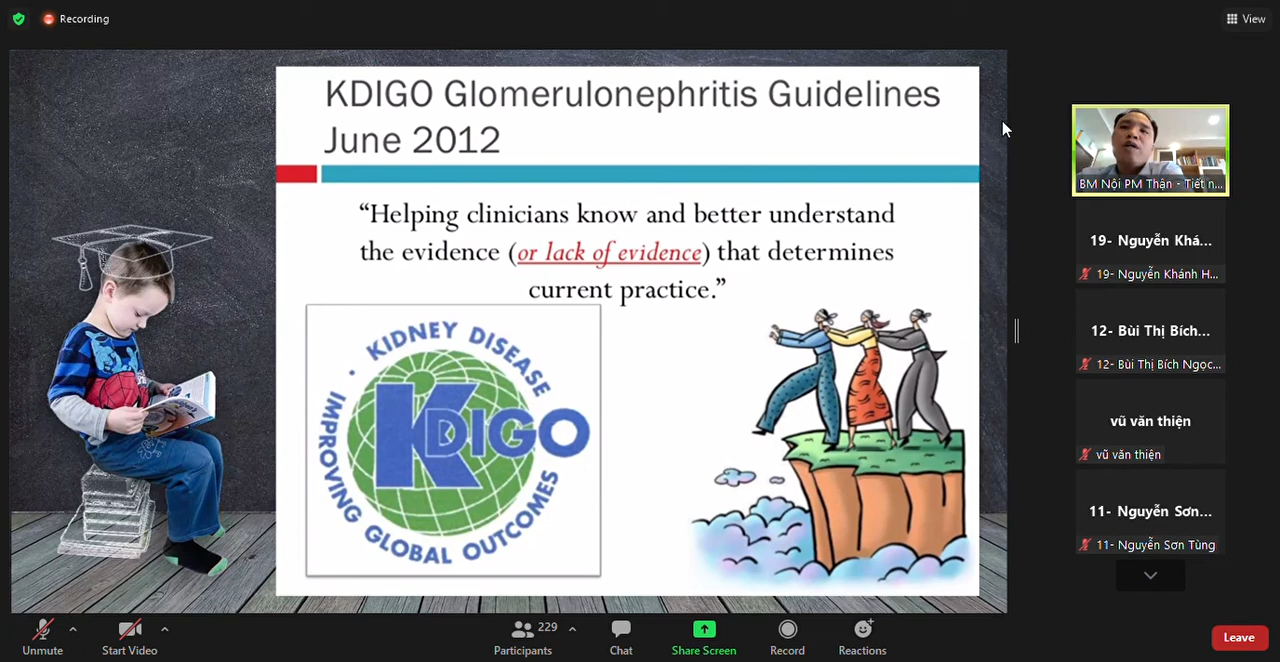 Recording
View
KDIGO Glomerulonephritis Guidelines
June 2012
“Helping clinicians know and better understand
the evidence (or lack of evidence) that determines
current practice.”
• KIDNEY DISEASE •
KDIGO
IMPROVING GLOBAL OUTCOMES
BM Nội PM Thận - Tiết n...
19- Nguyễn Khá...
19- Nguyễn Khánh H...
12- Bùi Thị Bích...
12- Bùi Thị Bích Ngọc...
vũ văn thiện
vũ văn thiện
11- Nguyễn Sơn...
11- Nguyễn Sơn Tùng
Unmute
Start Video
229
Participants
Chat
Share Screen
Record
Reactions
Leave